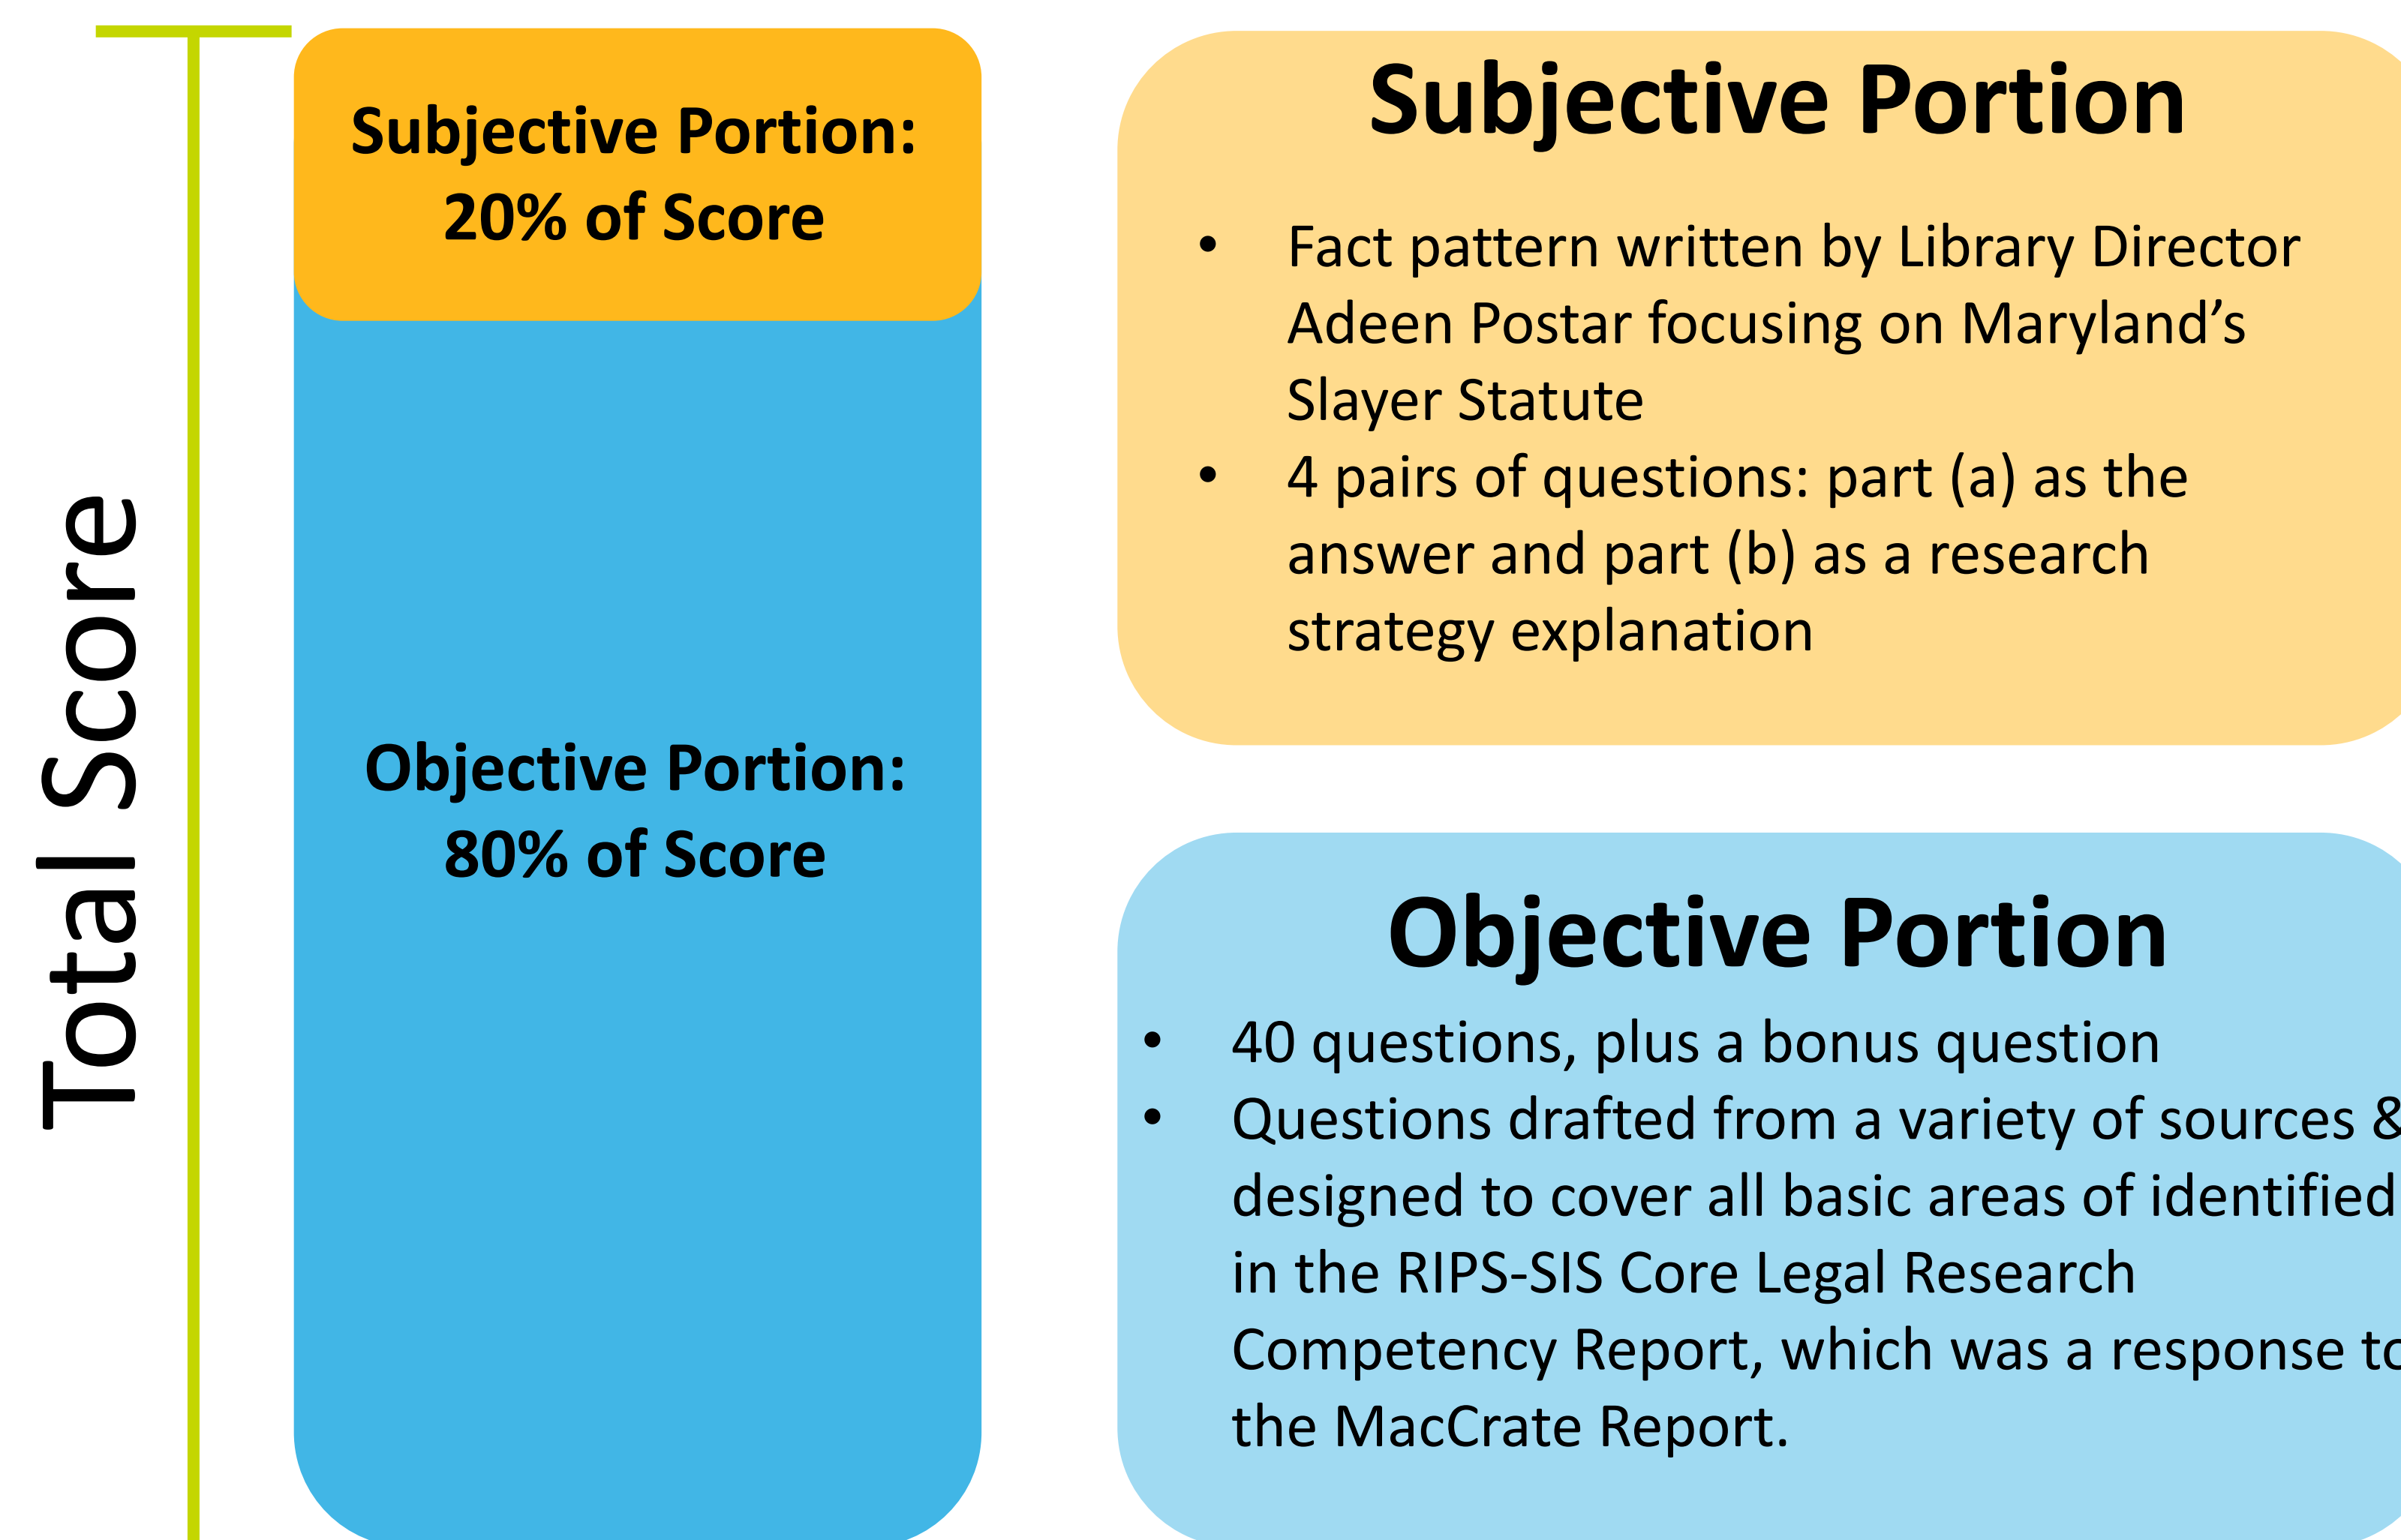 Total Score
Subjective Portion:
20% of Score
Objective Portion:
80% of Score
Subjective Portion
• Fact pattern written by Library Director
Adeen Postar focusing on Maryland’s
Slayer Statute
• 4 pairs of questions: part (a) as the
answer and part (b) as a research
strategy explanation
Objective Portion
• 40 questions, plus a bonus question
• Questions drafted from a variety of sources &
designed to cover all basic areas of identified
in the RIPS-SIS Core Legal Research
Competency Report, which was a response to
the MacCrate Report.